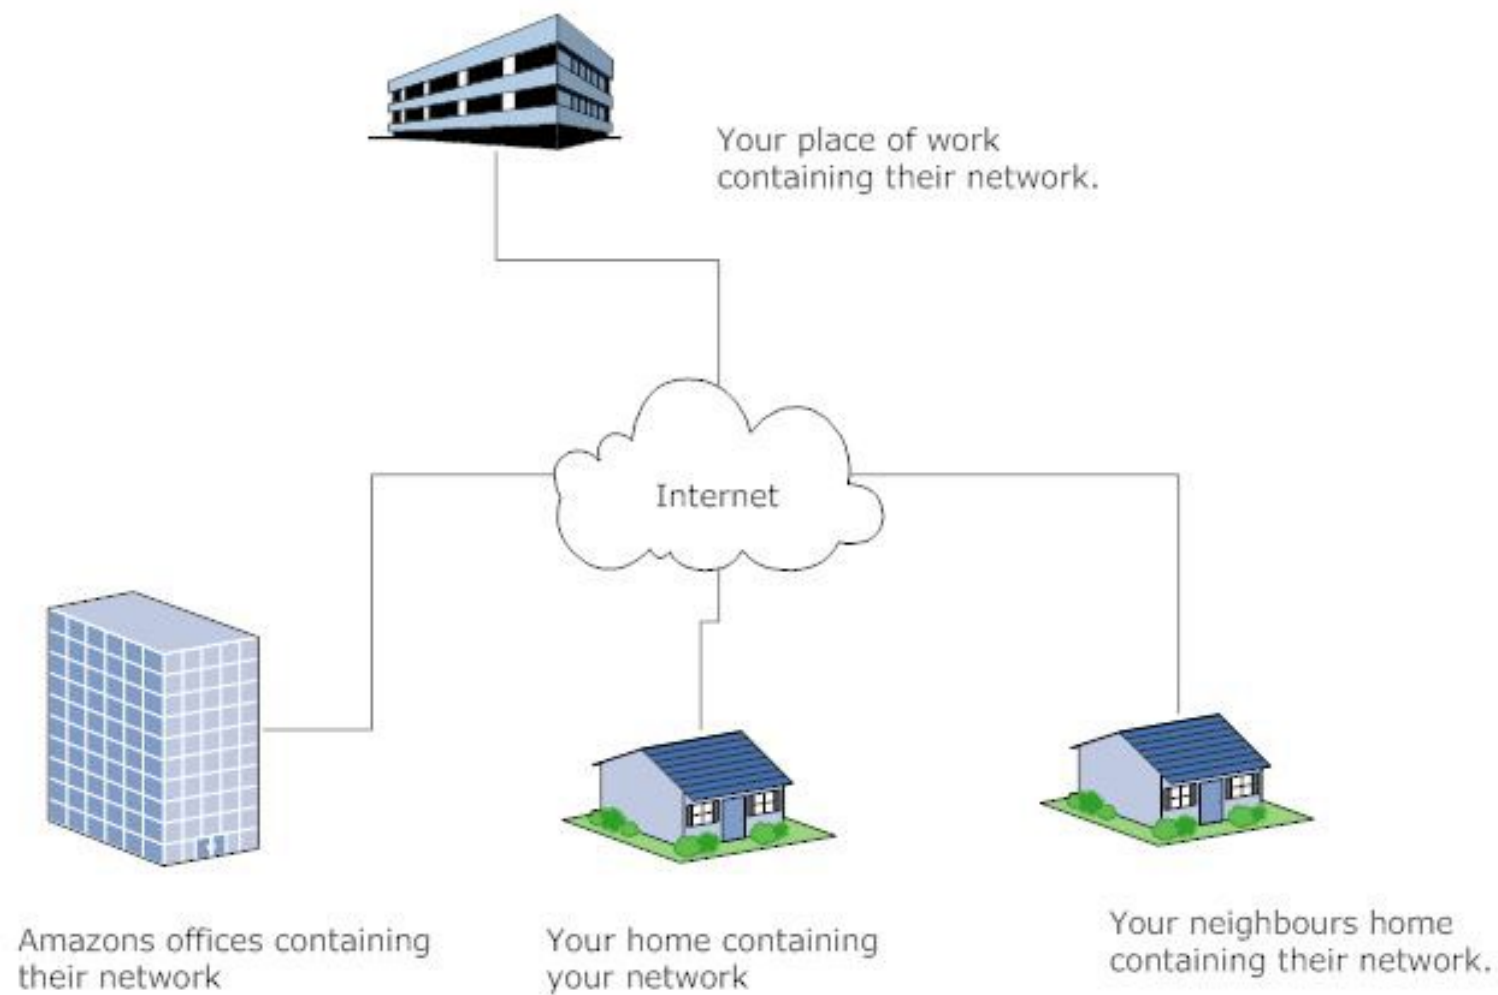 Your place of work
containing their network.
Internet
Amazons offices containing
their network
Your home containing
your network
Your neighbours home
containing their network.